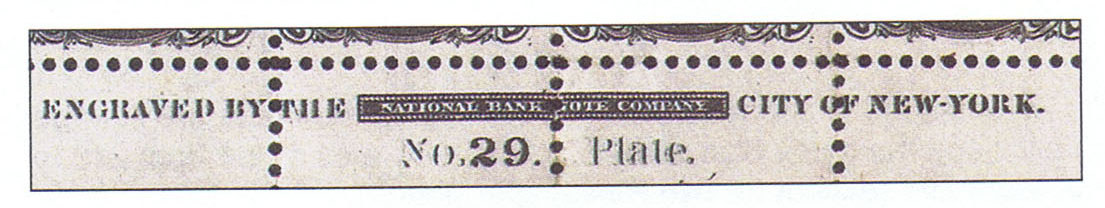 ENGRAVED BY THE NATIONAL BANK NOTE COMPANY CITY OF NEW-YORK.
No. 29. Plate.